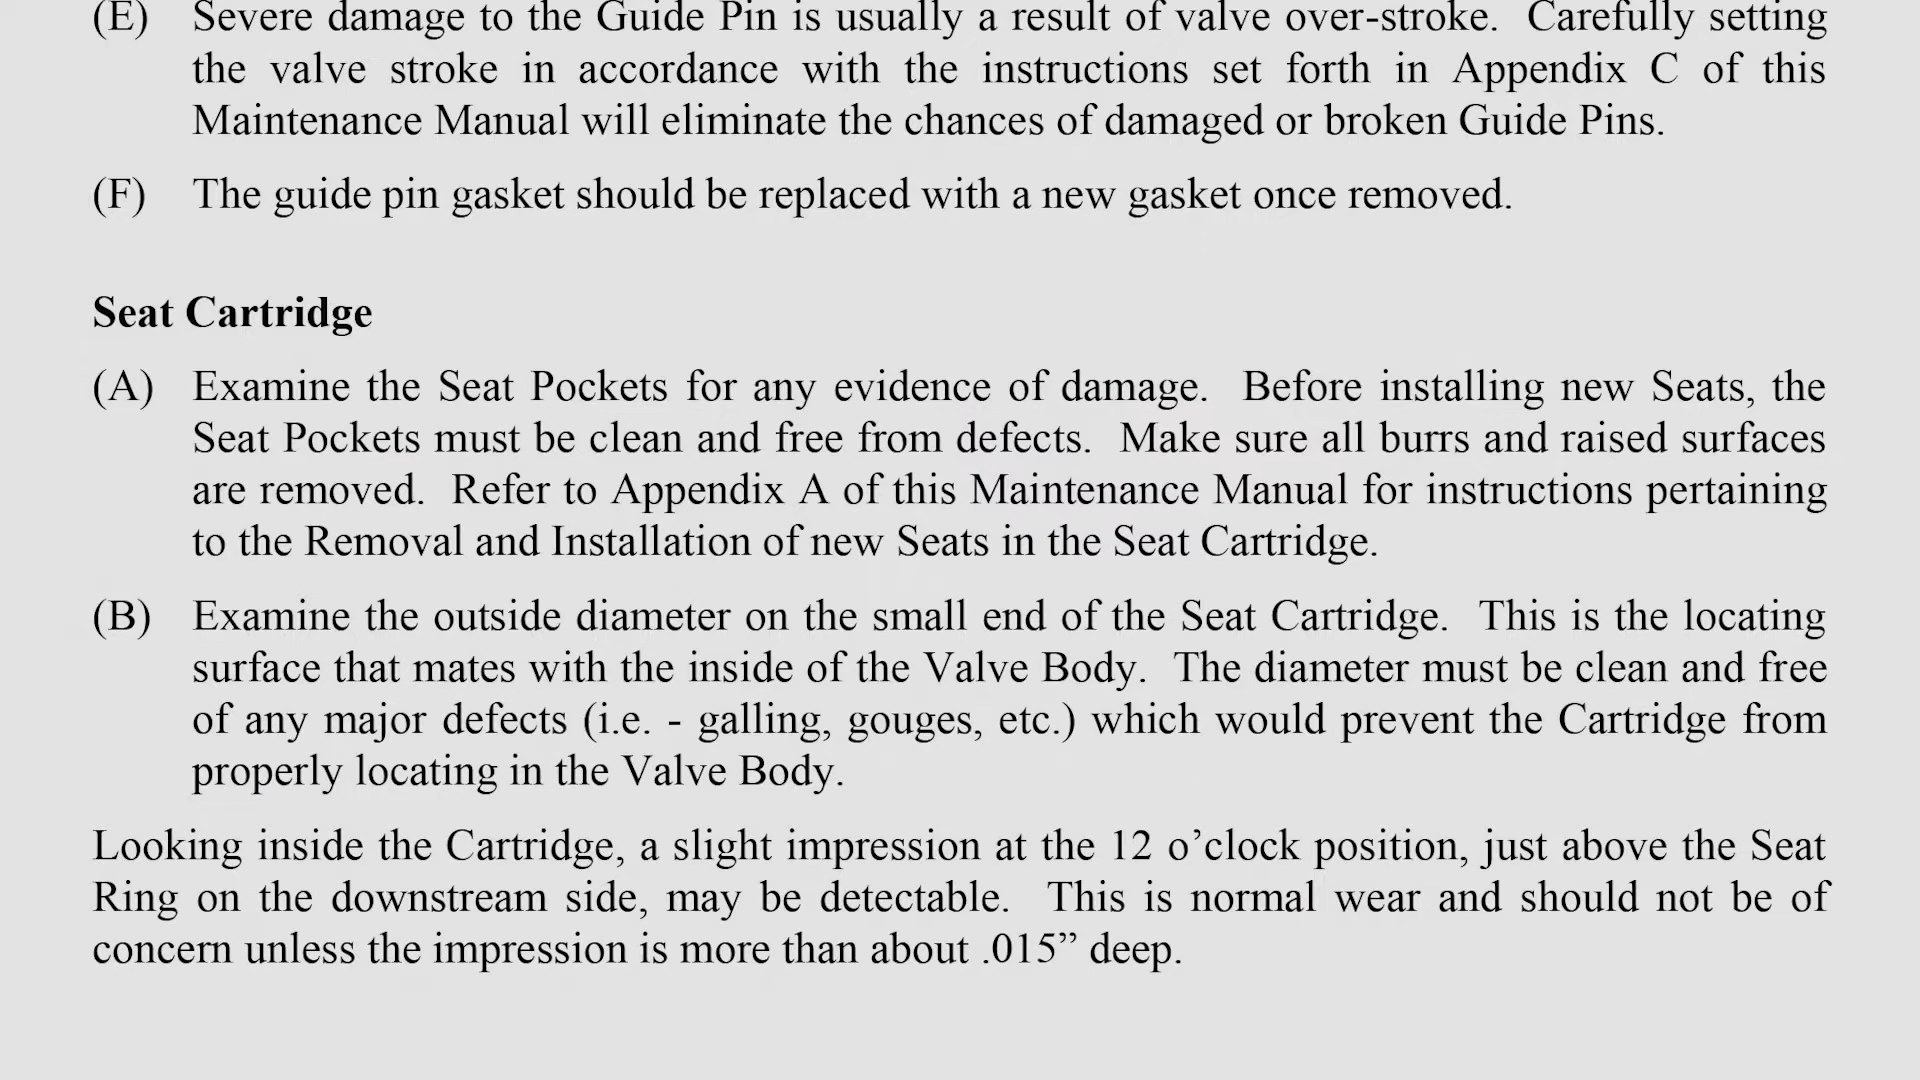 (E) Severe damage to the Guide Pin is usually a result of valve over-stroke. Carefully setting
the valve stroke in accordance with the instructions set forth in Appendix C of this
Maintenance Manual will eliminate the chances of damaged or broken Guide Pins.
(F) The guide pin gasket should be replaced with a new gasket once removed.
Seat Cartridge
(A) Examine the Seat Pockets for any evidence of damage. Before installing new Seats, the
Seat Pockets must be clean and free from defects. Make sure all burrs and raised surfaces
are removed. Refer to Appendix A of this Maintenance Manual for instructions pertaining
to the Removal and Installation of new Seats in the Seat Cartridge.
(B) Examine the outside diameter on the small end of the Seat Cartridge. This is the locating
surface that mates with the inside of the Valve Body. The diameter must be clean and free
of any major defects (i.e. - galling, gouges, etc.) which would prevent the Cartridge from
properly locating in the Valve Body.
Looking inside the Cartridge, a slight impression at the 12 o’clock position, just above the Seat
Ring on the downstream side, may be detectable. This is normal wear and should not be of
concern unless the impression is more than about .015” deep.